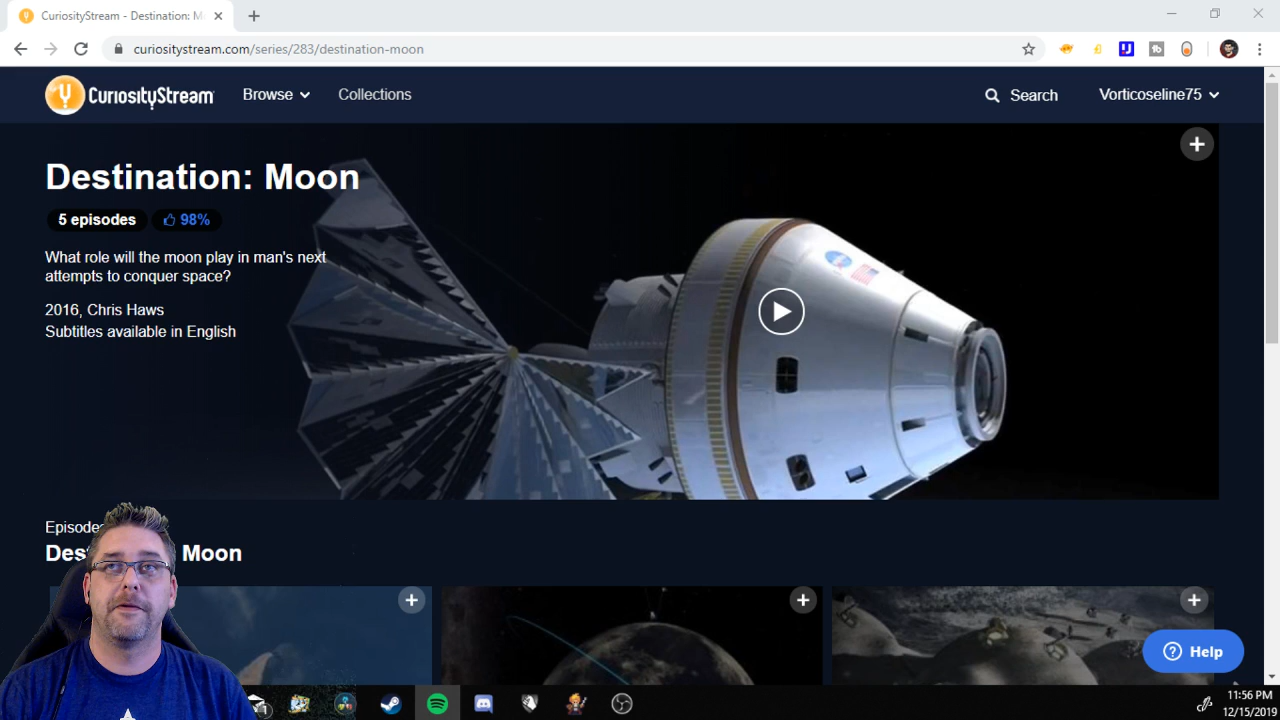 CuriosityStream - Destination: M
curiositystream.com/series/283/destination-moon
CURIOSITYSTREAM
Browse
Collections
Search
Vorticoseline75
Destination: Moon
5 episodes
98%
What role will the moon play in man's next
attempts to conquer space?
2016, Chris Haws
Subtitles available in English
Episodes
Moon
Help
11:56 PM
12/15/2019